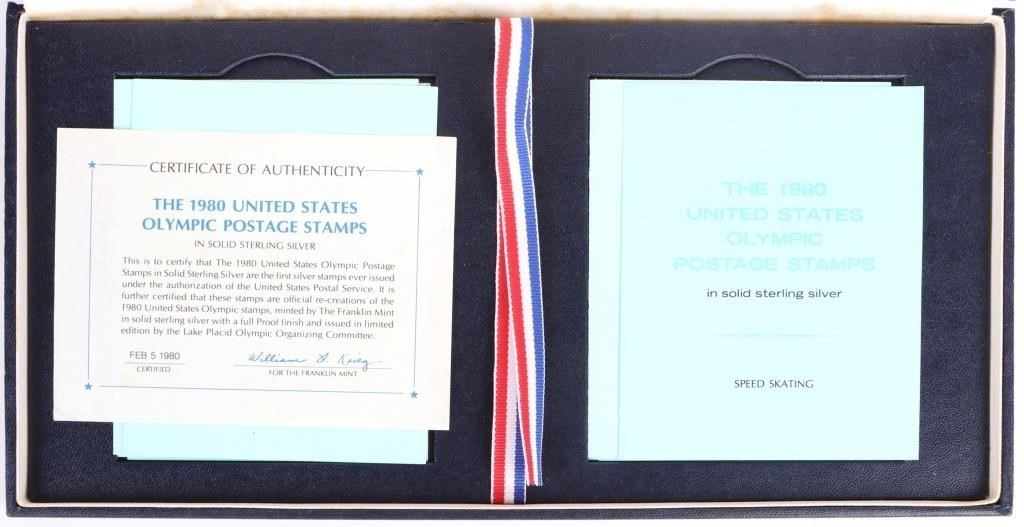 CERTIFICATE OF AUTHENTICITY
THE 1980 UNITED STATES
OLYMPIC POSTAGE STAMPS
IN SOLID STERLING SILVER
This is to certify that The 1980 United States Olympic Postage
Stamps in Solid Sterling Silver are the first silver stamps ever issued
under the authorization of the United States Postal Service. It is
further certified that these stamps are official re-creations of the
1980 United States Olympic stamps, minted by The Franklin Mint
in solid sterling silver with a full Proof finish and issued in limited
edition by the Lake Placid Olympic Organizing Committee.
FEB 5 1980
CERTIFIED
William F. Krieg
FOR THE FRANKLIN MINT
THE 1980
UNITED STATES
OLYMPIC
POSTAGE STAMPS
in solid sterling silver
SPEED SKATING